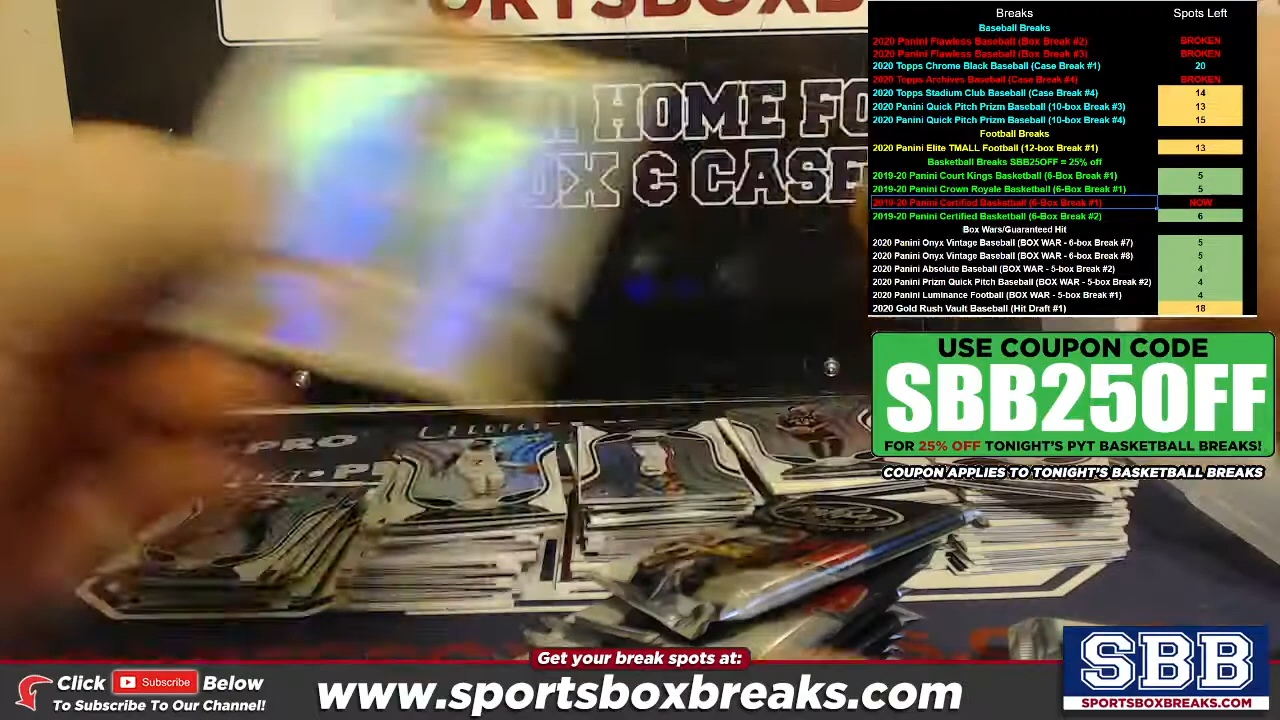 SPORTSBOXB
HOME FO
OX & CASE
Breaks Spots Left
Baseball Breaks
2020 Panini Flawless Baseball (Box Break #2) BROKEN
2020 Panini Flawless Baseball (Box Break #3) BROKEN
2020 Topps Chrome Black Baseball (Case Break #1) 20
2020 Topps Archives Baseball (Case Break #4) BROKEN
2020 Topps Stadium Club Baseball (Case Break #4) 14
2020 Panini Quick Pitch Prizm Baseball (10-box Break #3) 13
2020 Panini Quick Pitch Prizm Baseball (10-box Break #4) 15
Football Breaks
2020 Panini Elite TMALL Football (12-box Break #1) 13
Basketball Breaks SBB25OFF = 25% off
2019-20 Panini Court Kings Basketball (6-Box Break #1) 5
2019-20 Panini Crown Royale Basketball (6-Box Break #1) 5
2019-20 Panini Certified Basketball (6-Box Break #1) NOW
2019-20 Panini Certified Basketball (6-Box Break #2) 6
Box Wars/Guaranteed Hit
2020 Panini Onyx Vintage Baseball (BOX WAR - 6-box Break #7) 5
2020 Panini Onyx Vintage Baseball (BOX WAR - 6-box Break #8) 5
2020 Panini Absolute Baseball (BOX WAR - 5-box Break #2) 4
2020 Panini Prizm Quick Pitch Baseball (BOX WAR - 5-box Break #2) 4
2020 Panini Luminance Football (BOX WAR - 5-box Break #1) 4
2020 Gold Rush Vault Baseball (Hit Draft #1) 18
USE COUPON CODE
SBB25OFF
FOR 25% OFF TONIGHT'S PYT BASKETBALL BREAKS!
COUPON APPLIES TO TONIGHT'S BASKETBALL BREAKS
PRO
Get your break spots at:
Click Subscribe Below
To Subscribe To Our Channel!
www.sportsboxbreaks.com
SBB
SPORTSBOXBREAKS.COM